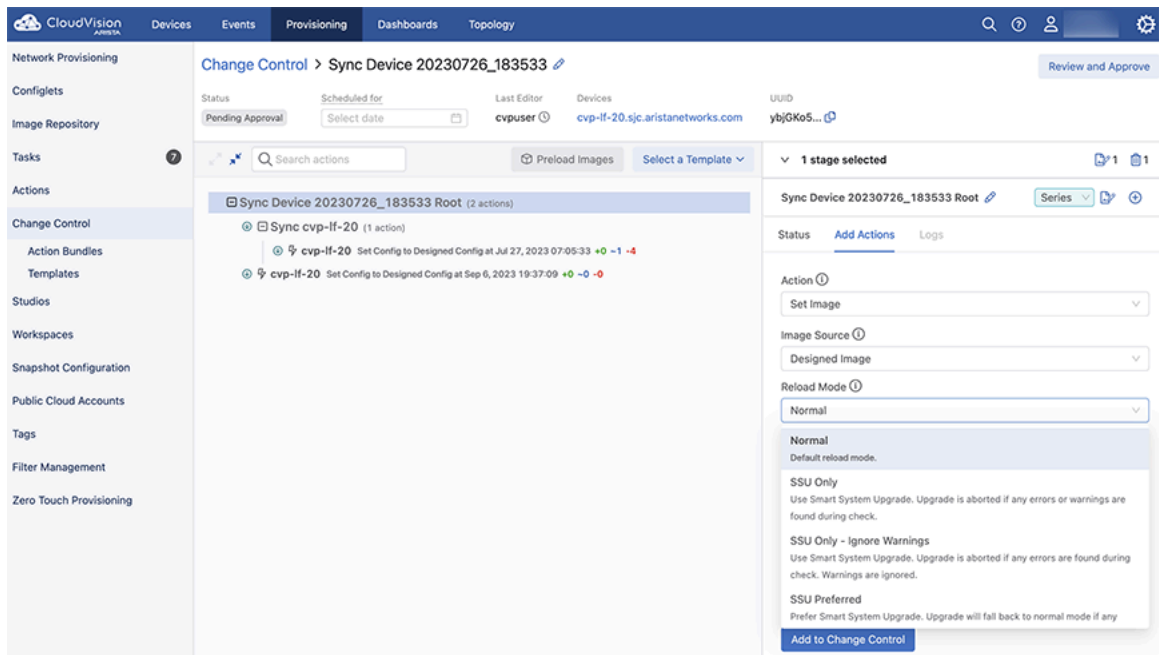 CloudVision
ARISTA
Devices
Events
Provisioning
Dashboards
Topology
Network Provisioning
Configlets
Image Repository
Tasks
7
Actions
Change Control
Action Bundles
Templates
Studios
Workspaces
Snapshot Configuration
Public Cloud Accounts
Tags
Filter Management
Zero Touch Provisioning
Change Control > Sync Device 20230726_183533
Review and Approve
Status
Pending Approval
Scheduled for
Select date
Last Editor
cvpuser
Devices
cvp-lf-20.sjc.aristanetworks.com
UUID
ybjGKo5...
Search actions
Preload Images
Select a Template
Sync Device 20230726_183533 Root (2 actions)
Sync cvp-lf-20 (1 action)
cvp-lf-20 Set Config to Designed Config at Jul 27, 2023 07:05:33 +0 ~1 -4
cvp-lf-20 Set Config to Designed Config at Sep 6, 2023 19:37:09 +0 ~0 -0
1 stage selected
1
1
Sync Device 20230726_183533 Root
Series
Status
Add Actions
Logs
Action
Set Image
Image Source
Designed Image
Reload Mode
Normal
Normal
Default reload mode.
SSU Only
Use Smart System Upgrade. Upgrade is aborted if any errors or warnings are
found during check.
SSU Only - Ignore Warnings
Use Smart System Upgrade. Upgrade is aborted if any errors are found during
check. Warnings are ignored.
SSU Preferred
Prefer Smart System Upgrade. Upgrade will fall back to normal mode if any
Add to Change Control